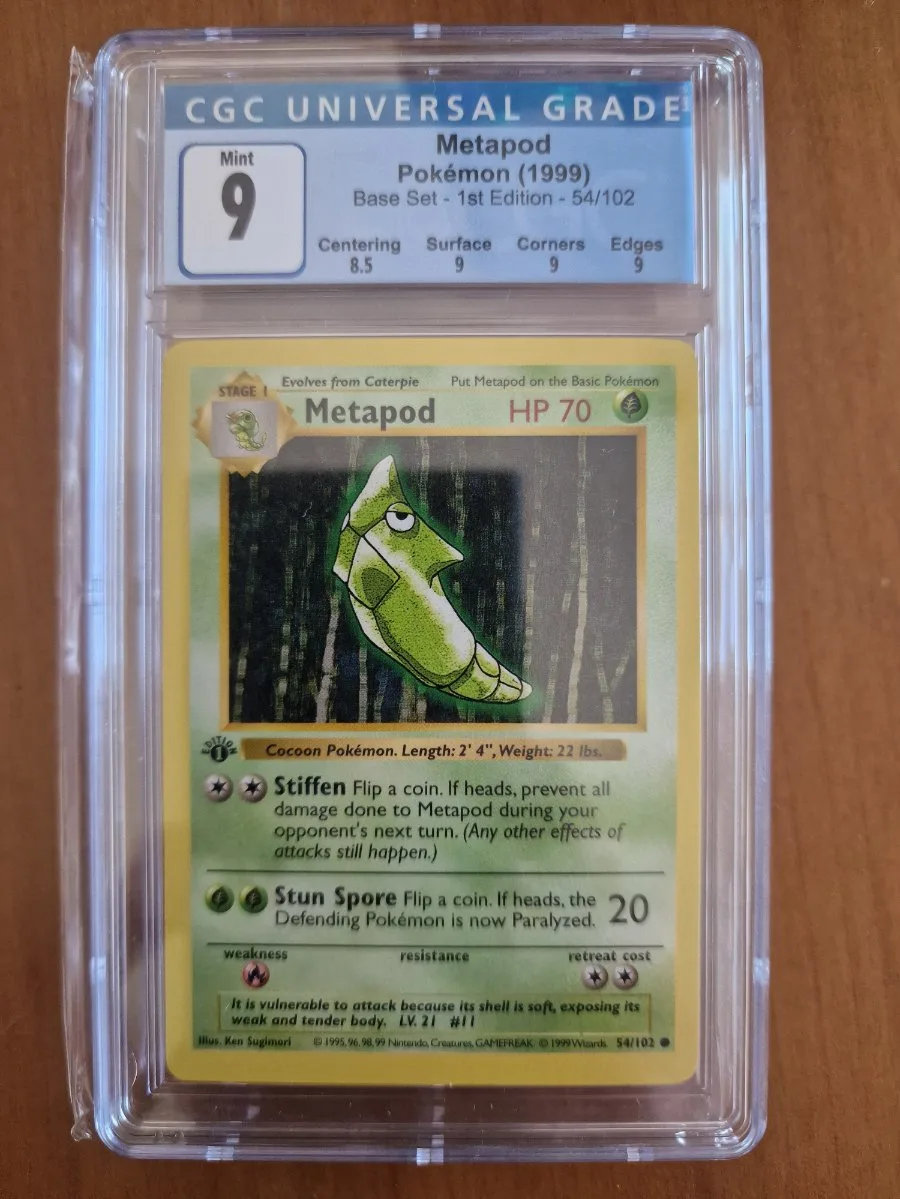 CGC UNIVERSAL GRADE
Mint
9
Metapod
Pokémon (1999)
Base Set - 1st Edition - 54/102
Centering Surface Corners Edges
8.5 9 9 9
STAGE 1 Evolves from Caterpie Put Metapod on the Basic Pokémon
Metapod HP 70
EDITION
1
Cocoon Pokémon. Length: 2' 4", Weight: 22 lbs.
Stiffen Flip a coin. If heads, prevent all
damage done to Metapod during your
opponent's next turn. (Any other effects of
attacks still happen.)
Stun Spore Flip a coin. If heads, the
Defending Pokémon is now Paralyzed. 20
weakness resistance retreat cost
It is vulnerable to attack because its shell is soft, exposing its
weak and tender body. LV. 21 #11
Illus. Ken Sugimori © 1995, 96, 98, 99 Nintendo, Creatures, GAMEFREAK. © 1999 Wizards. 54/102